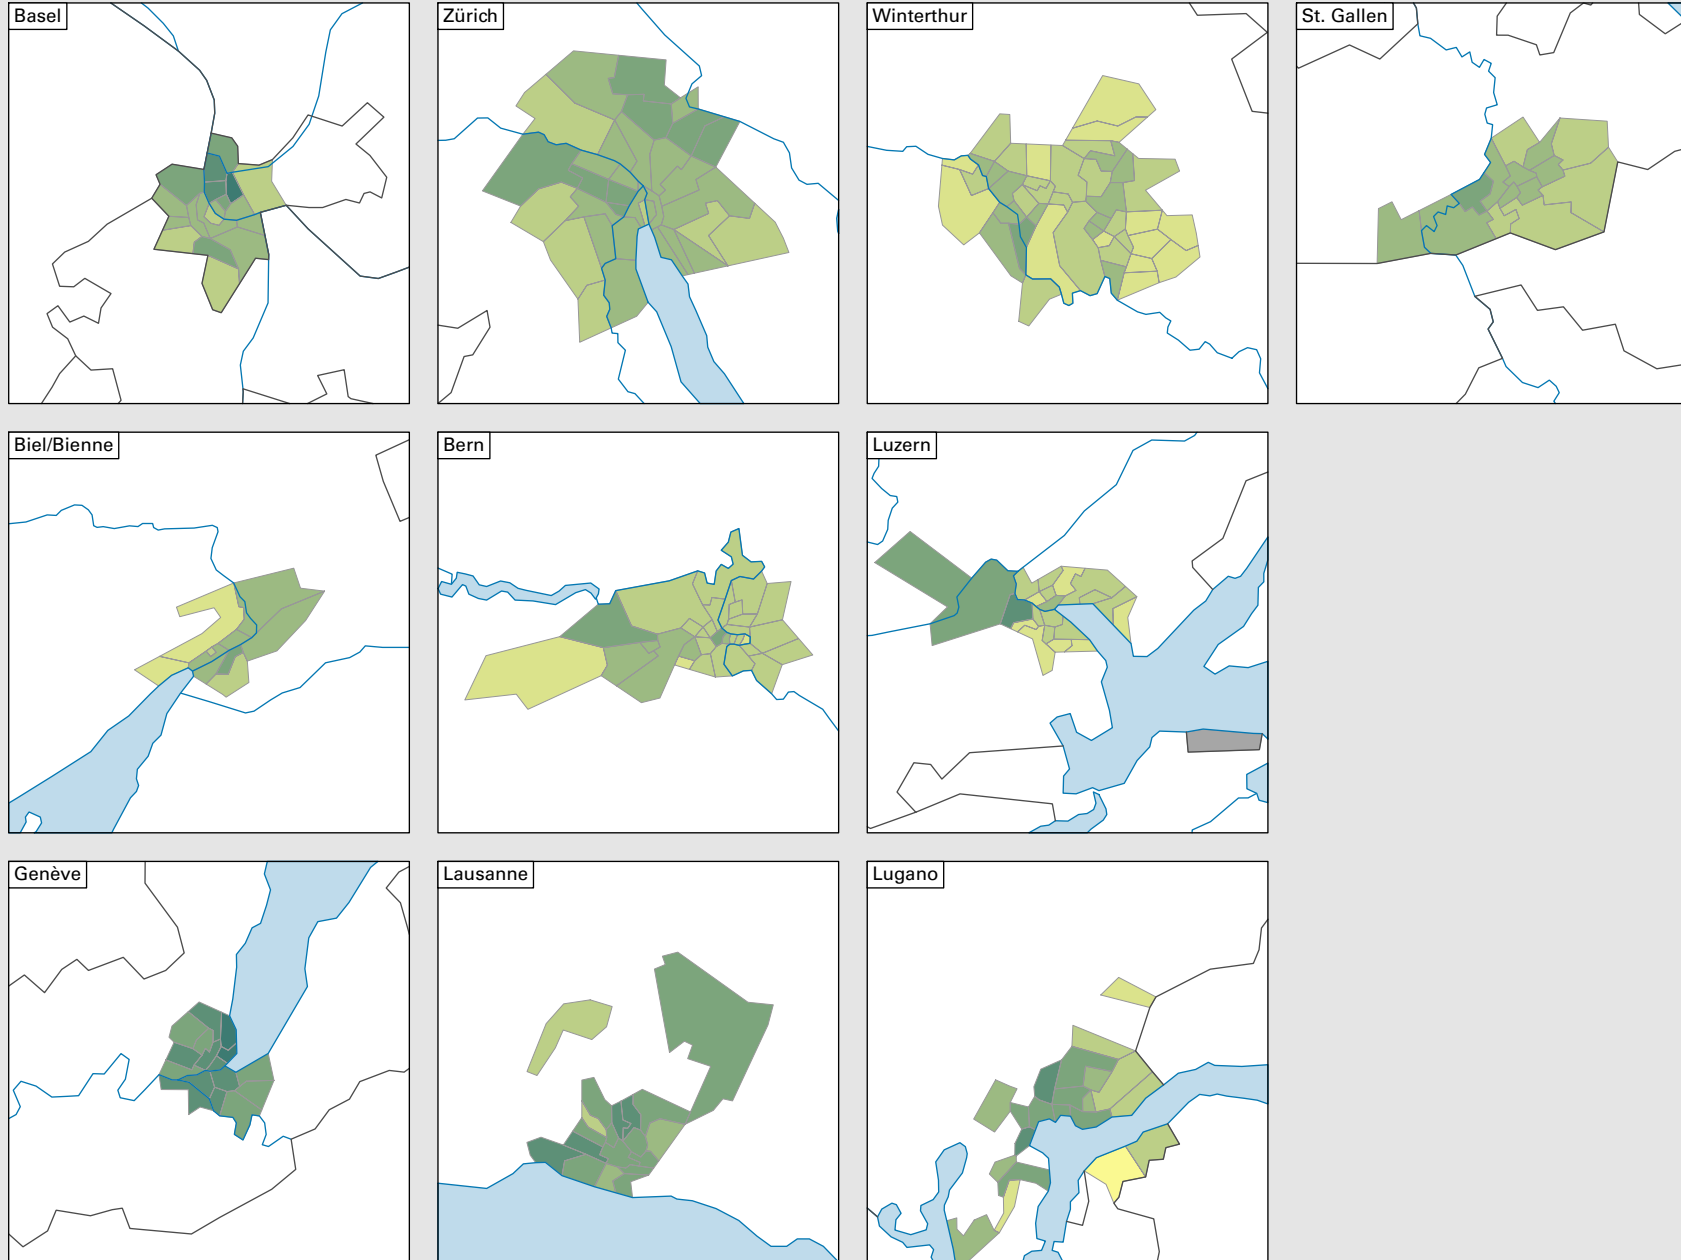 Basel
Zürich
Winterthur
St. Gallen
Biel/Bienne
Bern
Luzern
Genève
Lausanne
Lugano